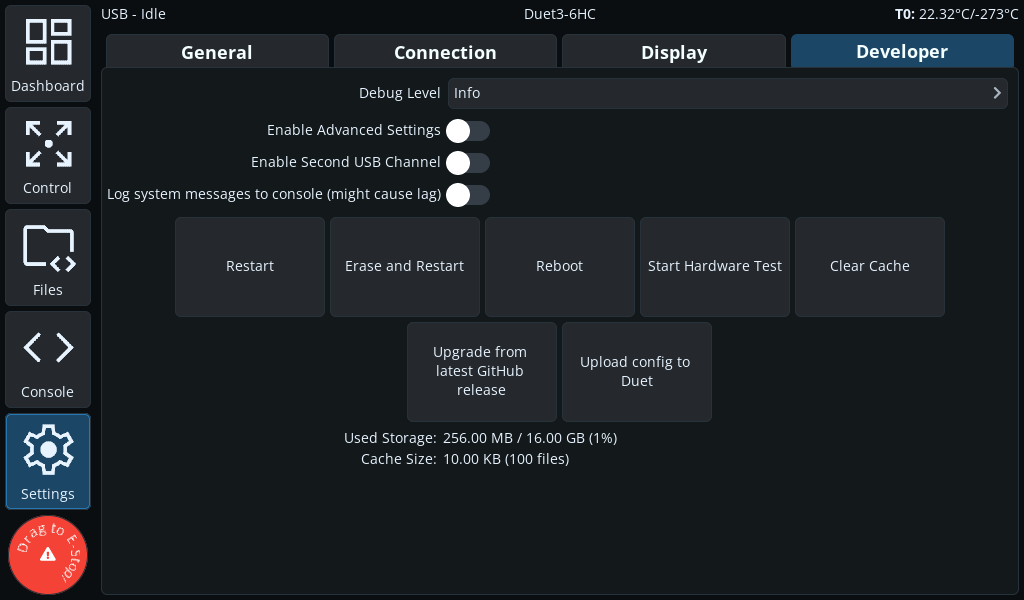 USB - Idle
Duet3-6HC
T0: 22.32°C/-273°C
Dashboard
Control
Files
Console
Settings
Drag to E-Stop!
General
Connection
Display
Developer
Debug Level
Info
Enable Advanced Settings
Enable Second USB Channel
Log system messages to console (might cause lag)
Restart
Erase and Restart
Reboot
Start Hardware Test
Clear Cache
Upgrade from
latest GitHub
release
Upload config to
Duet
Used Storage: 256.00 MB / 16.00 GB (1%)
Cache Size: 10.00 KB (100 files)